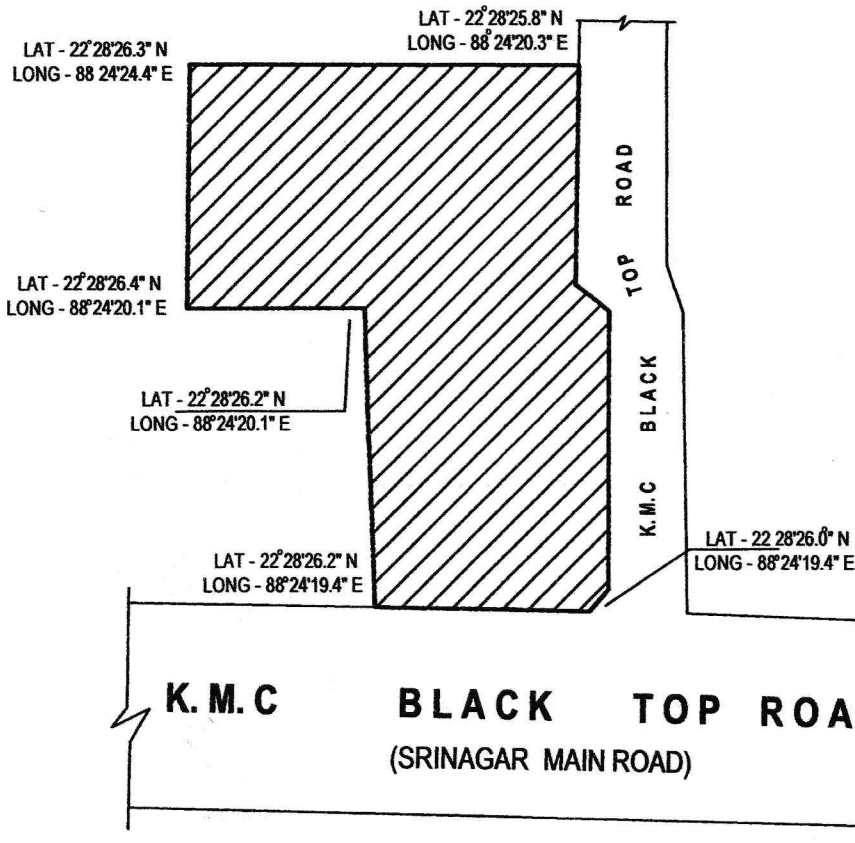 LAT - 22°28'25.8" N
LONG - 88°24'20.3" E
LAT - 22°28'26.3" N
LONG - 88 24'24.4" E
K.M.C BLACK TOP ROAD
LAT - 22°28'26.4" N
LONG - 88°24'20.1" E
LAT - 22°28'26.2" N
LONG - 88°24'20.1" E
LAT - 22 28'26.0" N
LONG - 88°24'19.4" E
LAT - 22°28'26.2" N
LONG - 88°24'19.4" E
K. M. C BLACK TOP ROA
(SRINAGAR MAIN ROAD)